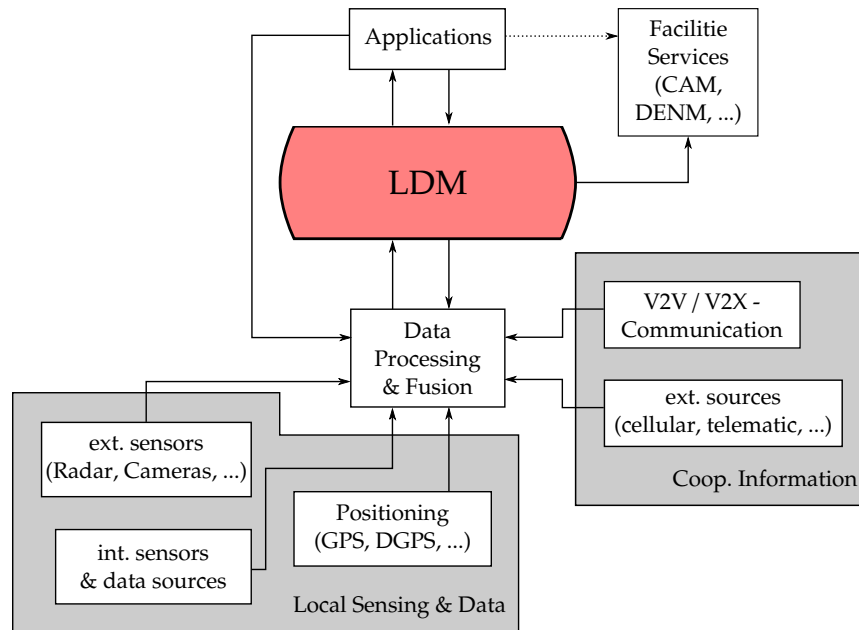 Applications
Facilitie
Services
(CAM,
DENM, ...)
LDM
V2V / V2X -
Communication
Data
Processing
& Fusion
ext. sources
(cellular, telematic, ...)
Coop. Information
ext. sensors
(Radar, Cameras, ...)
Positioning
(GPS, DGPS, ...)
int. sensors
& data sources
Local Sensing & Data